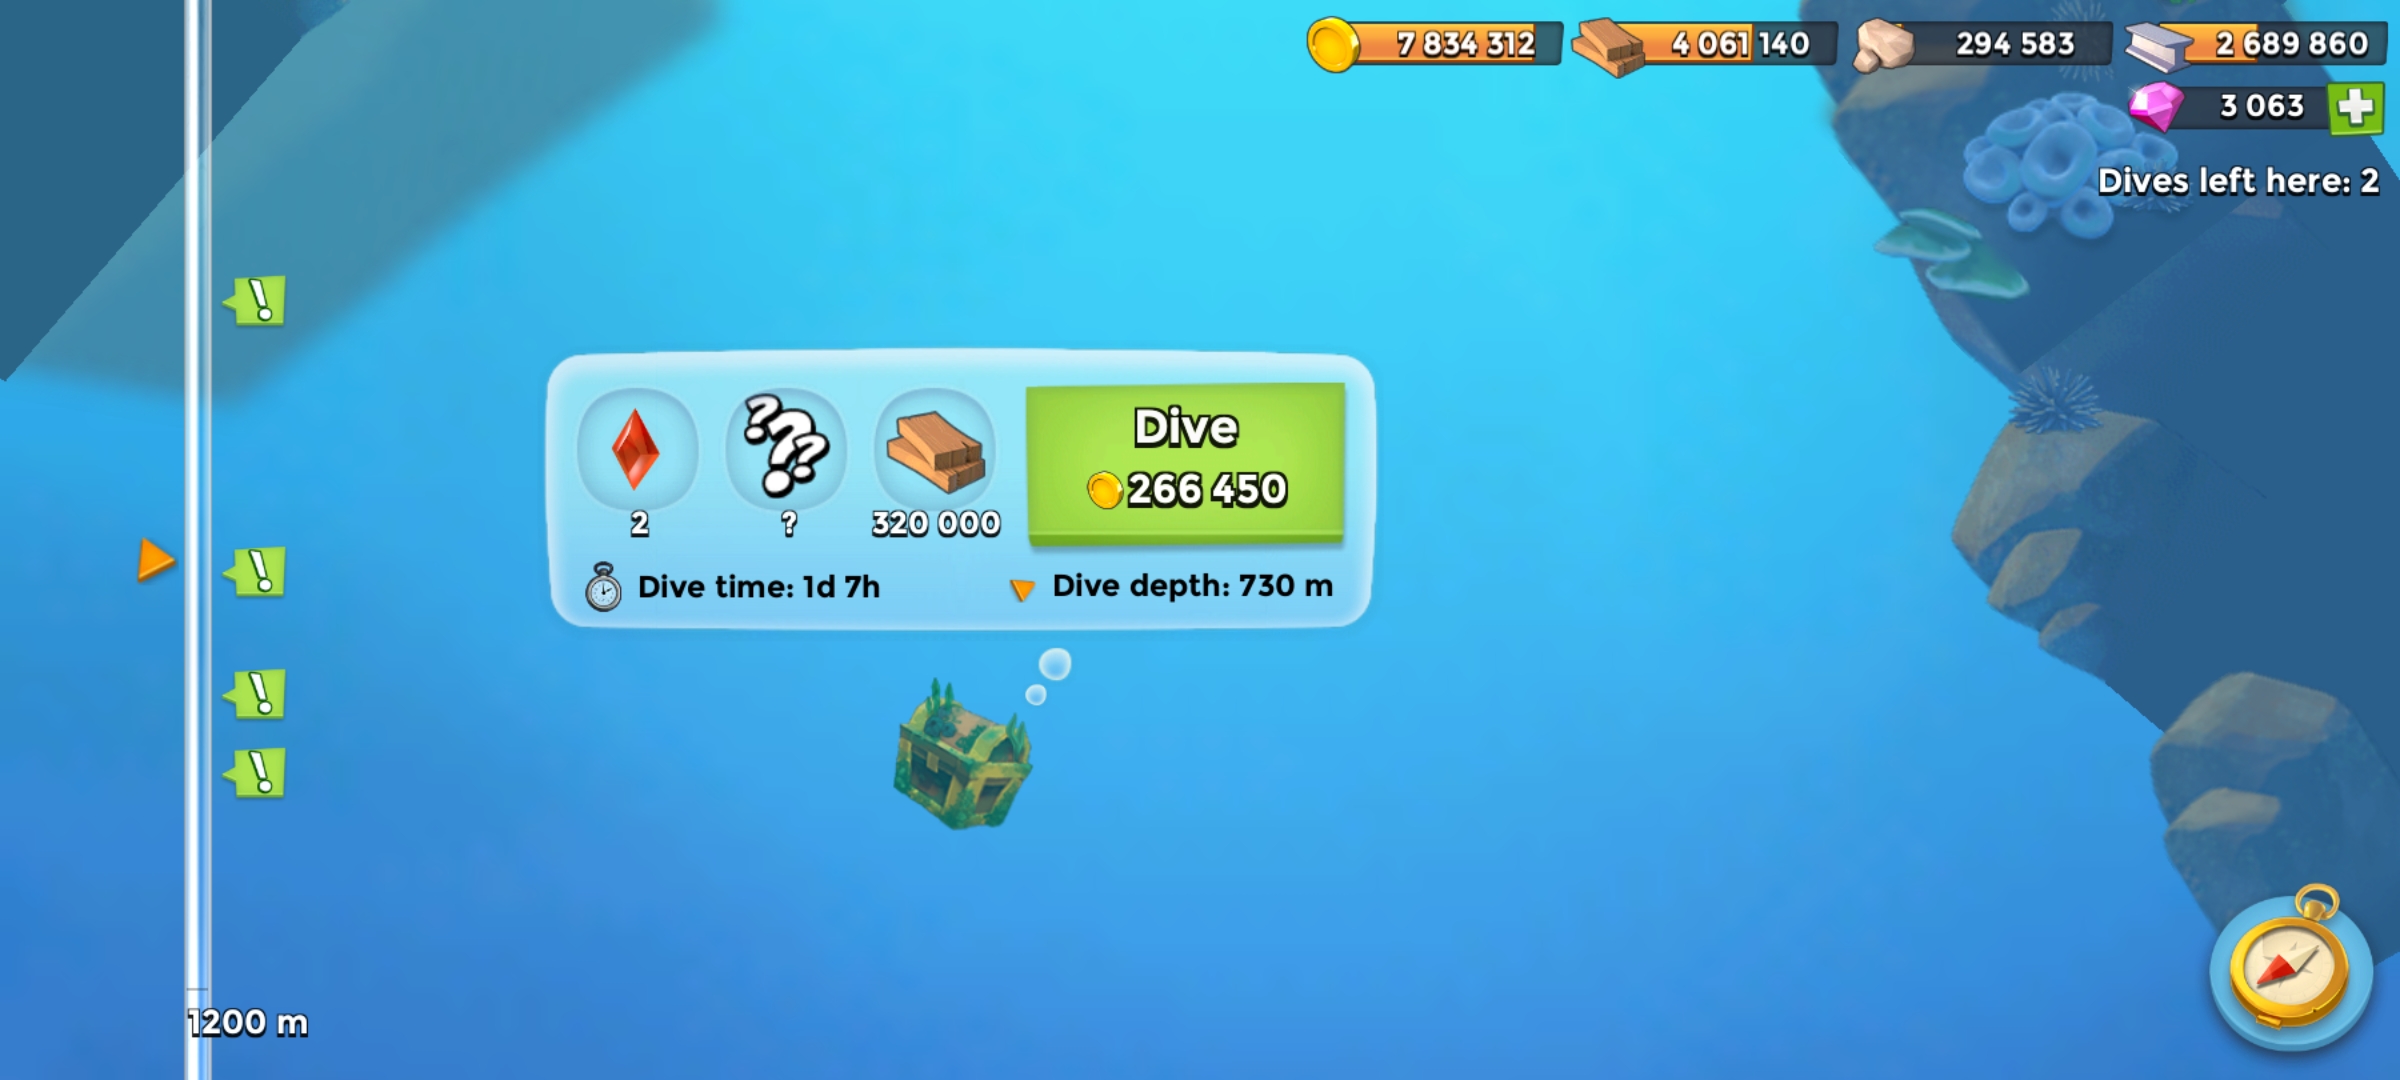 7 834 312
4 061 140
294 583
2 689 860
3 063
Dives left here: 2
Dive
266 450
2
?
320 000
Dive time: 1d 7h
Dive depth: 730 m
1200 m